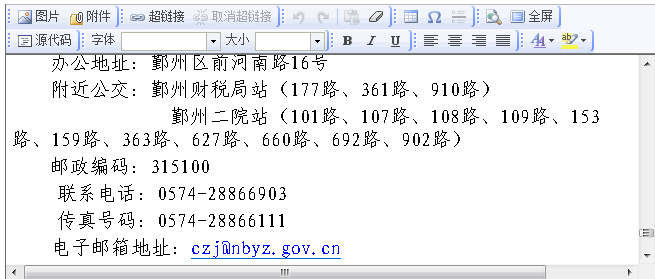 图片 附件 超链接 取消超链接 全屏
源代码 字体 大小 B I U A ab
办公地址：鄞州区前河南路16号
附近公交：鄞州财税局站（177路、361路、910路）
鄞州二院站（101路、107路、108路、109路、153
路、159路、363路、627路、660路、692路、902路）
邮政编码：315100
联系电话：0574-28866903
传真号码：0574-28866111
电子邮箱地址：czj@nbyz.gov.cn